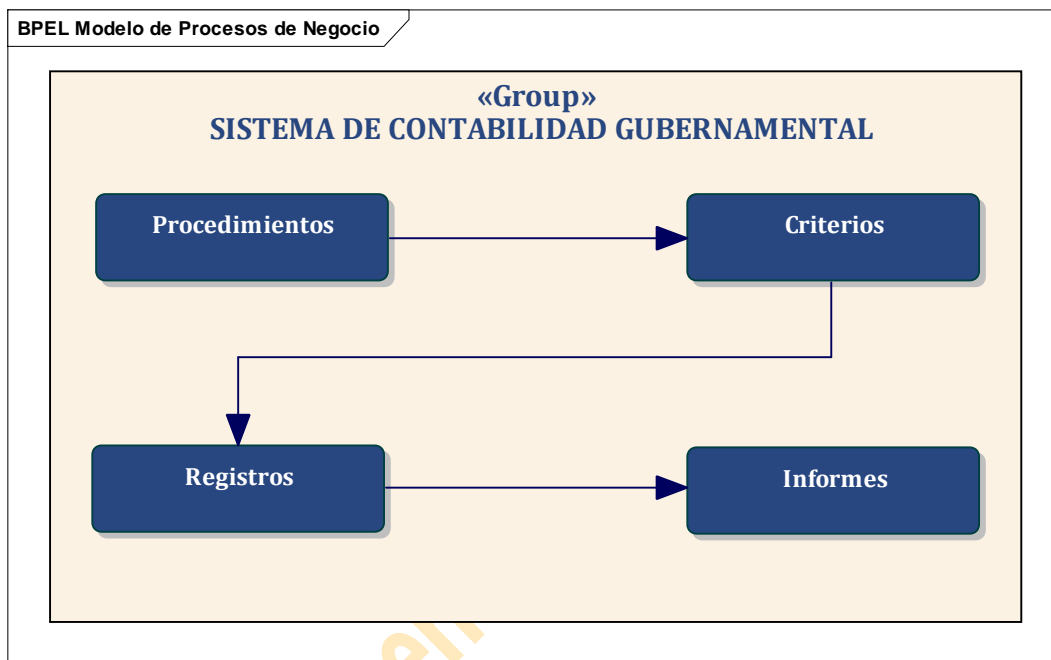 BPEL Modelo de Procesos de Negocio
«Group»
SISTEMA DE CONTABILIDAD GUBERNAMENTAL
Procedimientos
Criterios
Registros
Informes